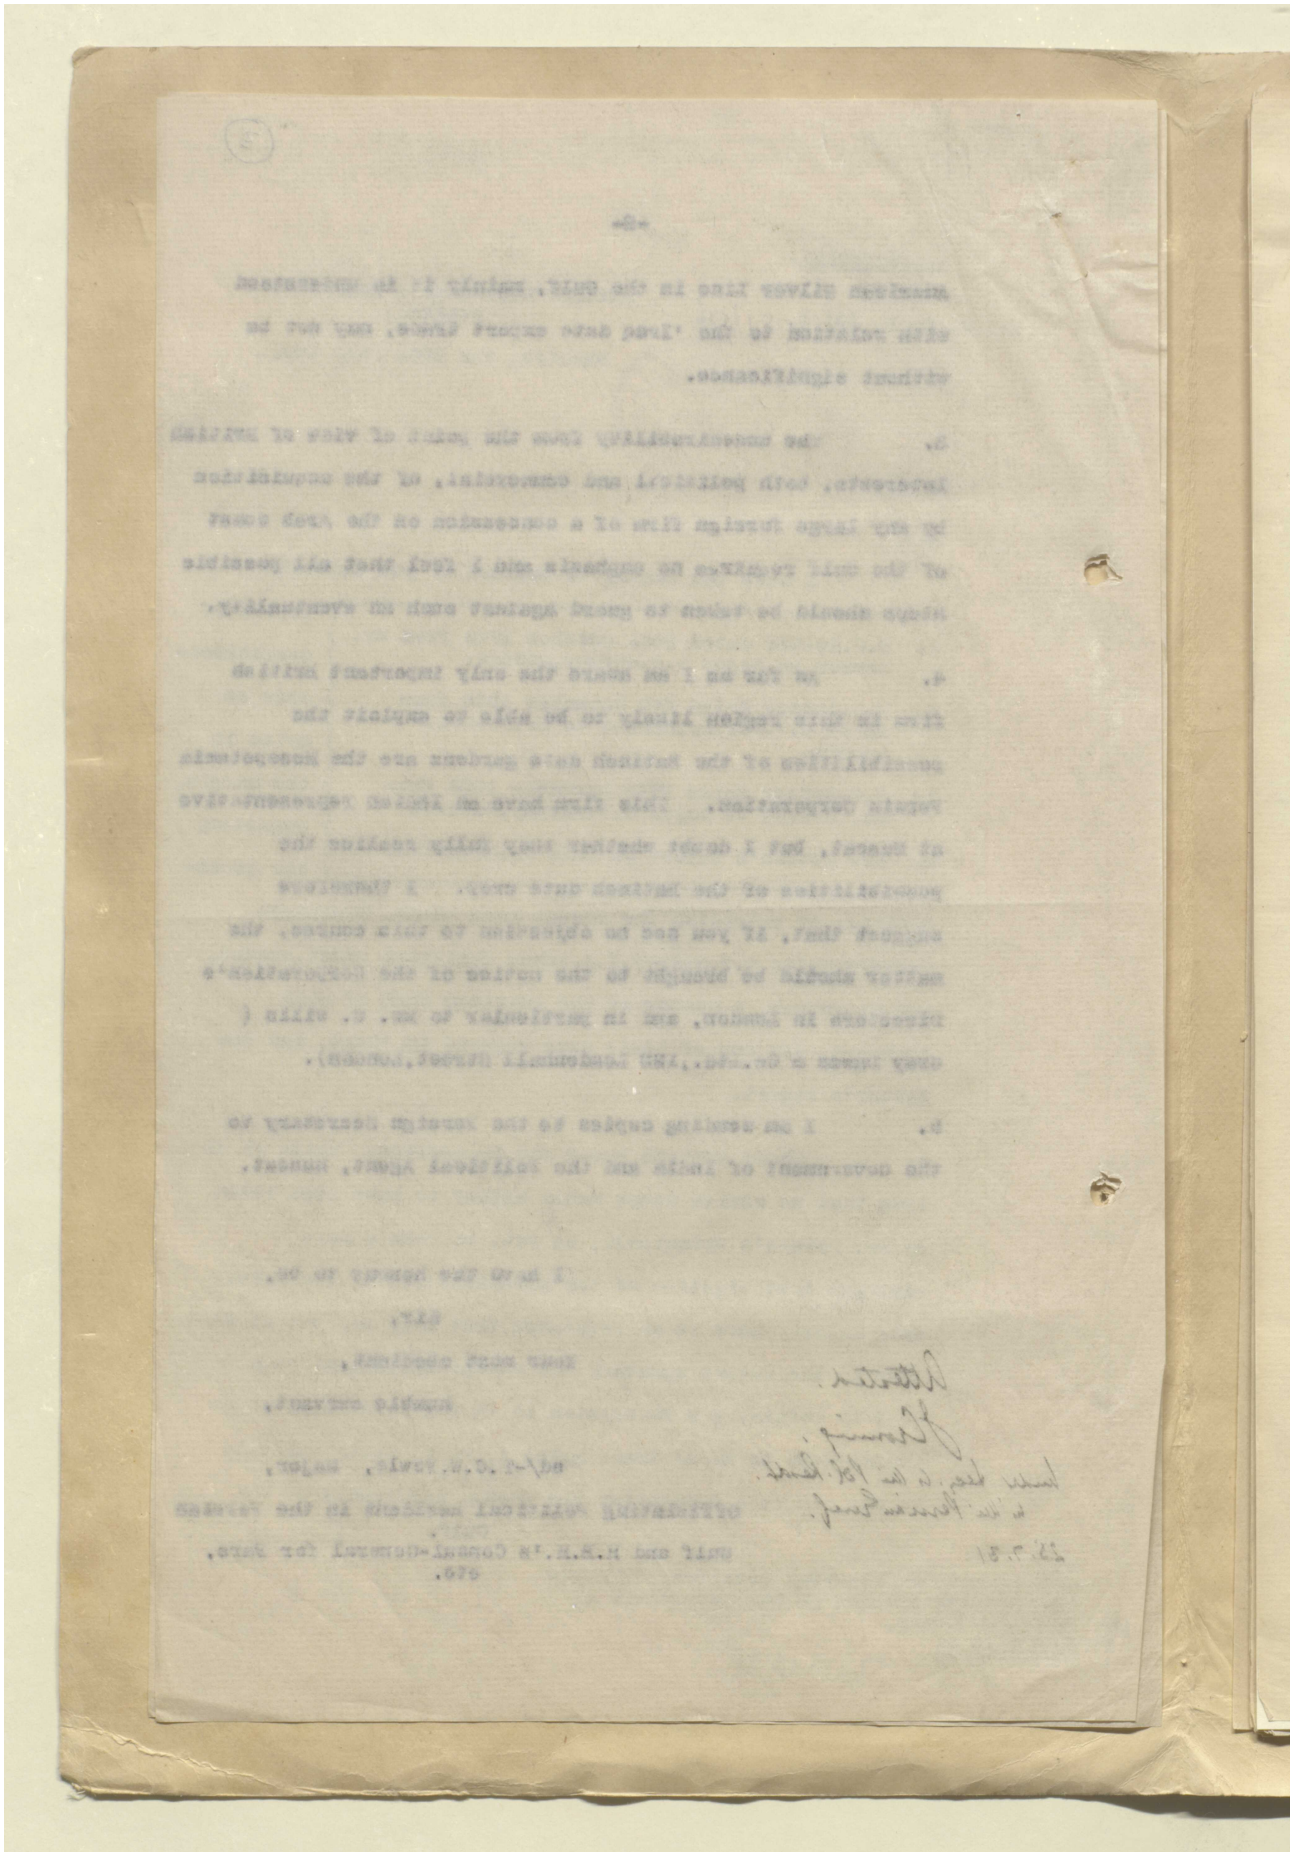 3
-2-
American Silver Line in the Gulf, mainly it is understood
with relation to the 'Iraq date export trade, may not be
without significance.
3. The undesirability from the point of view of British
interests, both political and commercial, of the acquisition
by any large foreign firm of a concession on the Arab coast
of the Gulf requires no emphasis and I feel that all possible
steps should be taken to guard against such an eventuality.
4. As far as I am aware the only important British
firm in this region likely to be able to exploit the
possibilities of the Batinah date gardens are the Mesopotamia
Persia Corporation. This firm have an Indian representative
at Muscat, but I doubt whether they fully realize the
possibilities of the Batinah date crop. I therefore
suggest that, if you see no objection to this course, the
matter should be brought to the notice of the Corporation's
Directors in London, and in particular to Mr. Wills (
Gray Dawes & Co. Ltd., 122 Leadenhall Street, London).
5. I am sending copies to the Foreign Secretary to
the Government of India and the Political Agent, Muscat.
I have the honour to be,
Sir,
Your most obedient,
humble servant,
sd/-T.C.W.Fowle, Major,
Officiating Political Resident in the Persian
Gulf and H.B.M.'s Consul-General for Fars,
etc.
Attested.
Under Sec. to the Pol. Resdt.
in the Persian Gulf.
25.7.31